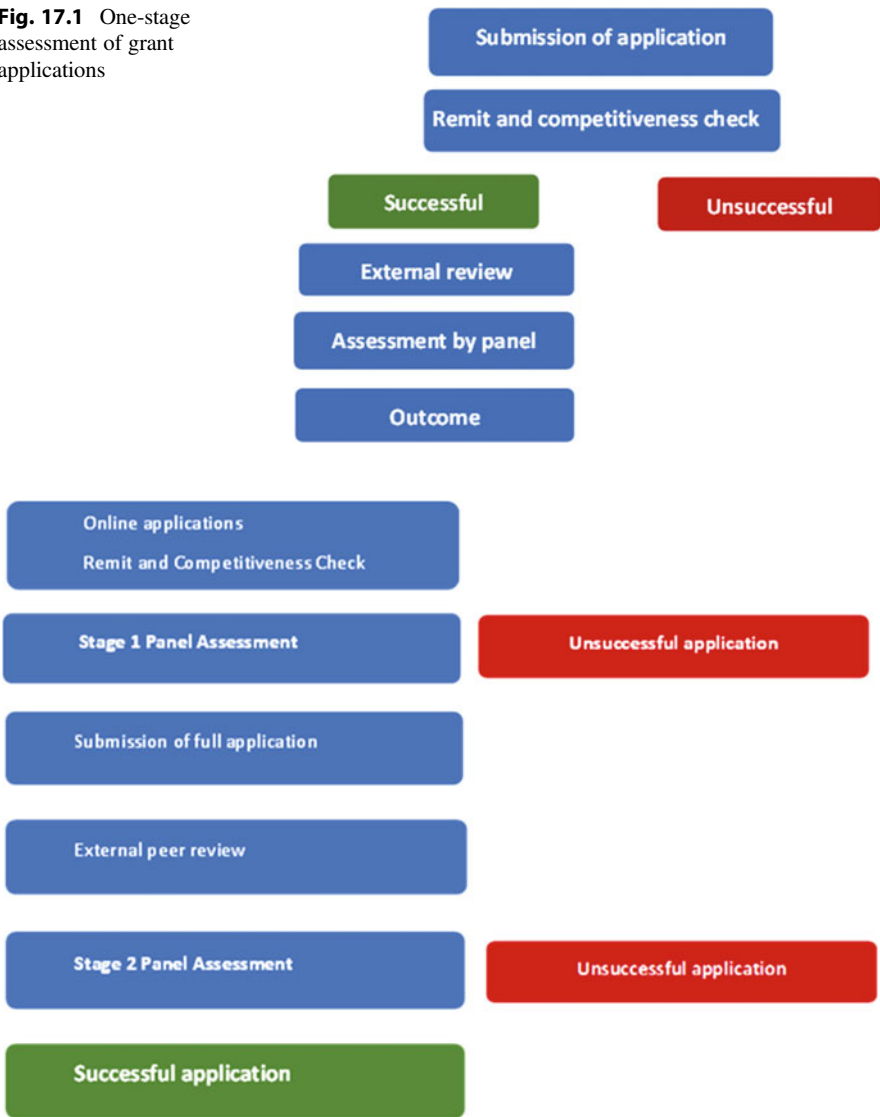 Fig. 17.1 One-stage
assessment of grant
applications
Submission of application
Remit and competitiveness check
Successful
Unsuccessful
External review
Assessment by panel
Outcome
Online applications
Remit and Competitiveness Check
Stage 1 Panel Assessment
Unsuccessful application
Submission of full application
External peer review
Stage 2 Panel Assessment
Unsuccessful application
Successful application